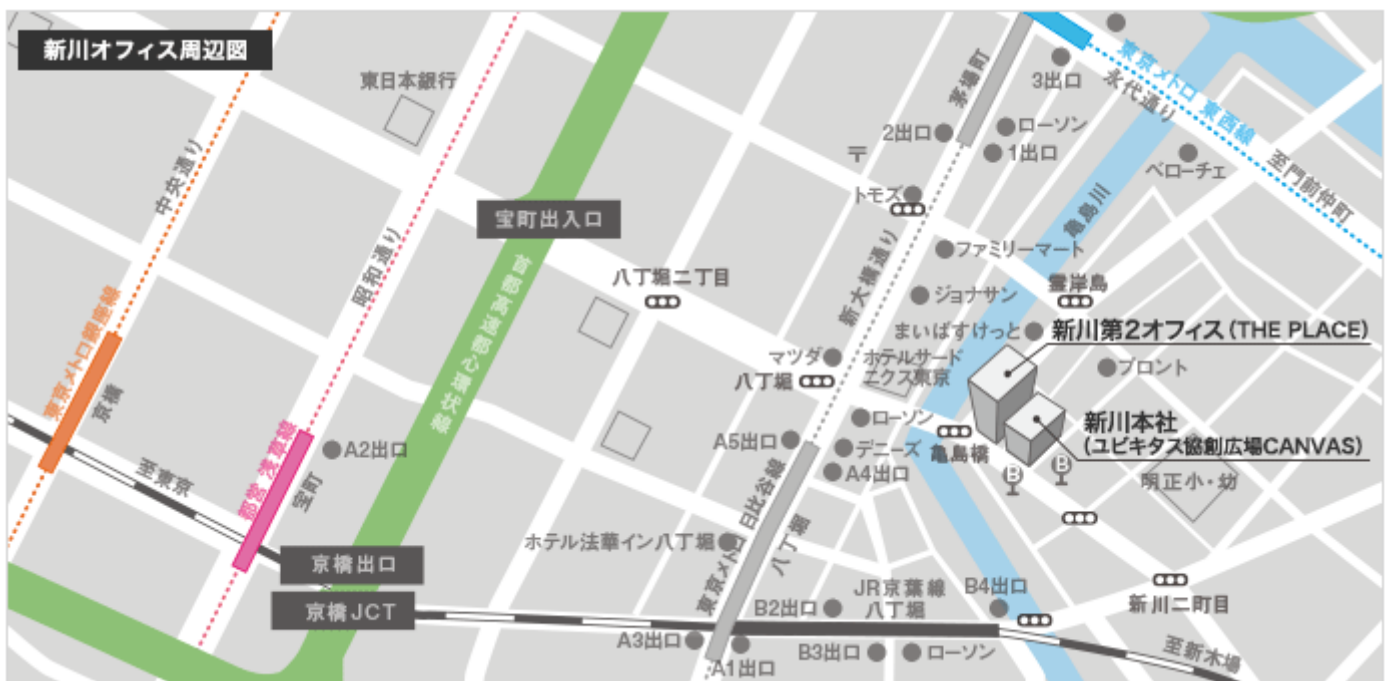 新川オフィス周辺図
東日本銀行
中央通り
昭和通り
宝町出入口
首都高速都心環状線
八丁堀二丁目
茅場町
3出口
2出口
ローソン
1出口
〒
トモズ
東京メトロ 東西線
永代通り
ベローチェ
至門前仲町
亀島川
ファミリーマート
新大橋通り
ジョナサン
霊岸島
まいばすけっと
新川第2オフィス(THE PLACE)
マツダ
八丁堀
ホテルサード
ニクス東京
プロント
ローソン
新川本社
(ユビキタス協創広場CANVAS)
東京メトロ銀座線
京橋
都営 浅草線
宝町
A2出口
至東京
A5出口
デニーズ
A4出口
亀島橋
B
B
明正小・幼
東京メトロ 日比谷線
八丁堀
ホテル法華イン八丁堀
京橋出口
京橋JCT
JR京葉線
八丁堀
B2出口
B4出口
新川二町目
A3出口
A1出口
B3出口
ローソン
至新木場